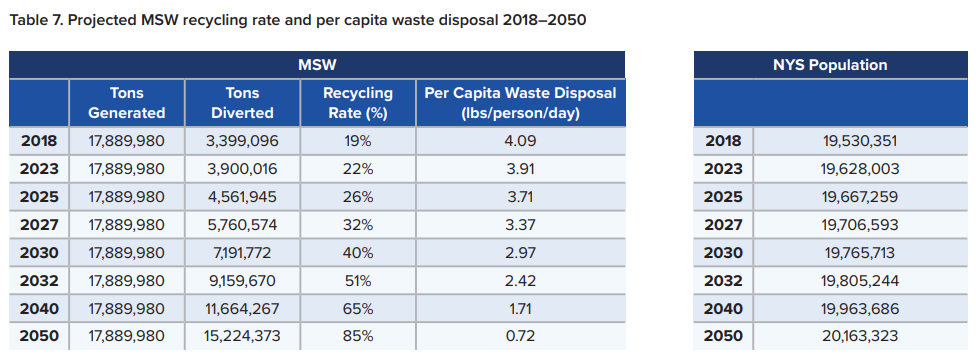 Table 7. Projected MSW recycling rate and per capita waste disposal 2018–2050
MSW
Tons Generated Tons Diverted Recycling Rate (%) Per Capita Waste Disposal (lbs/person/day)
2018 17,889,980 3,399,096 19% 4.09
2023 17,889,980 3,900,016 22% 3.91
2025 17,889,980 4,561,945 26% 3.71
2027 17,889,980 5,760,574 32% 3.37
2030 17,889,980 7,191,772 40% 2.97
2032 17,889,980 9,159,670 51% 2.42
2040 17,889,980 11,664,267 65% 1.71
2050 17,889,980 15,224,373 85% 0.72
NYS Population
2018 19,530,351
2023 19,628,003
2025 19,667,259
2027 19,706,593
2030 19,765,713
2032 19,805,244
2040 19,963,686
2050 20,163,323